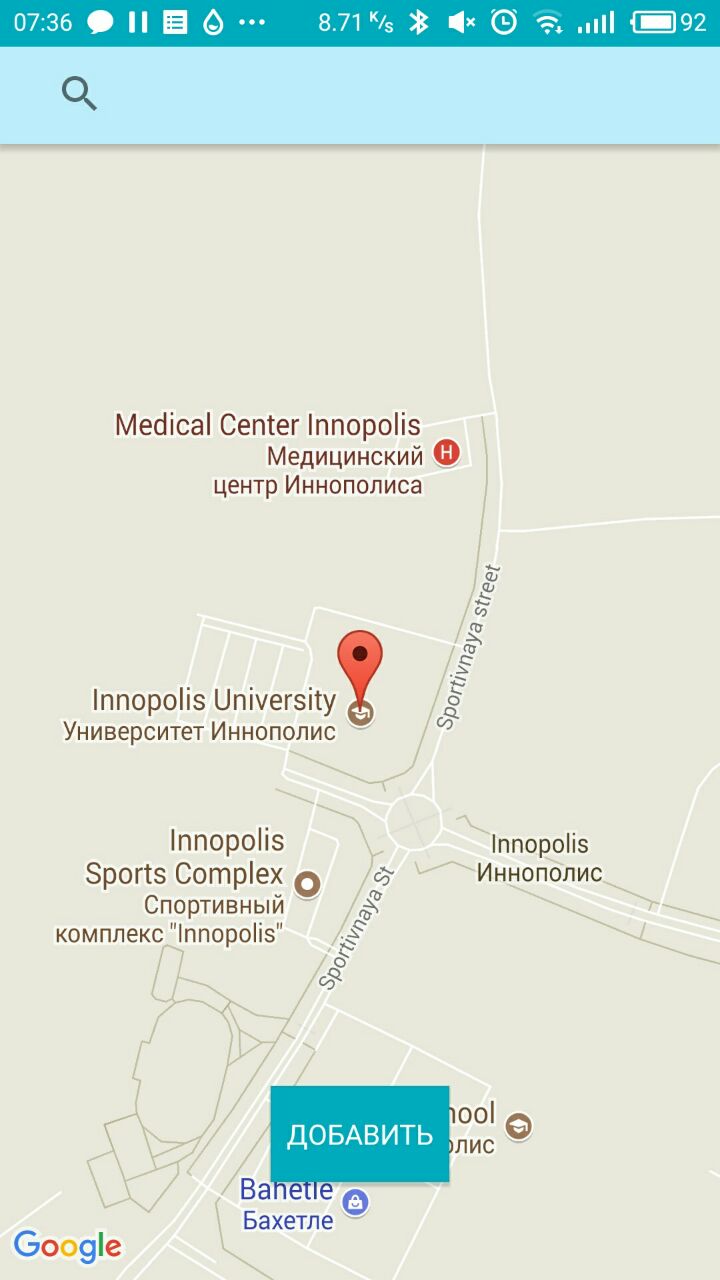 07:36
8.71 K/s
92
Medical Center Innopolis
Медицинский
центр Иннополиса
Sportivnaya street
Innopolis University
Университет Иннополис
Innopolis
Иннополис
Innopolis
Sports Complex
Спортивный
комплекс "Innopolis"
Sportivnaya St
ДОБАВИТЬ
Bahetle
Бахетле
Google